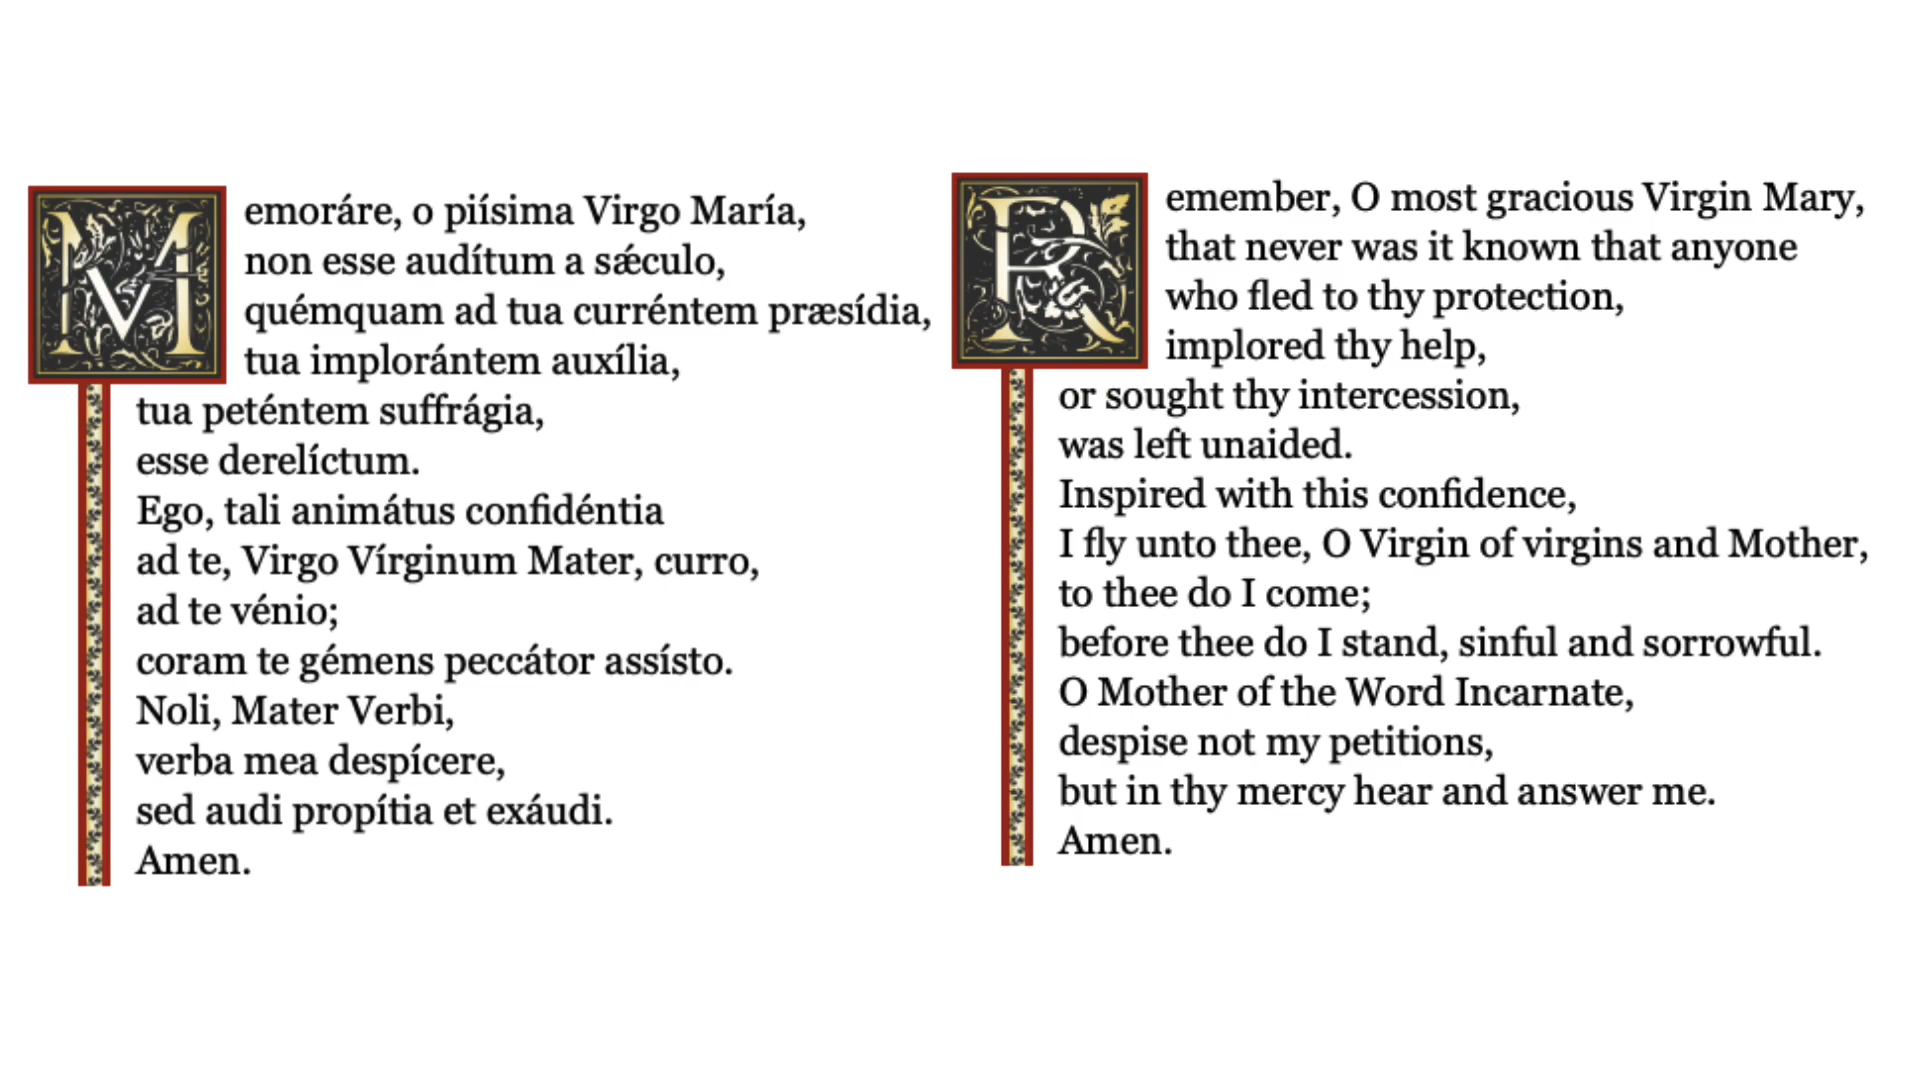 Memoráre, o piísima Virgo María,
non esse audítum a sǽculo,
quémquam ad tua curréntem præsídia,
tua implorántem auxília,
tua peténtem suffrágia,
esse derelíctum.
Ego, tali animátus confidéntia
ad te, Virgo Vírginum Mater, curro,
ad te vénio;
coram te gémens peccátor assísto.
Noli, Mater Verbi,
verba mea despícere,
sed audi propítia et exáudi.
Amen.
Remember, O most gracious Virgin Mary,
that never was it known that anyone
who fled to thy protection,
implored thy help,
or sought thy intercession,
was left unaided.
Inspired with this confidence,
I fly unto thee, O Virgin of virgins and Mother,
to thee do I come;
before thee do I stand, sinful and sorrowful.
O Mother of the Word Incarnate,
despise not my petitions,
but in thy mercy hear and answer me.
Amen.